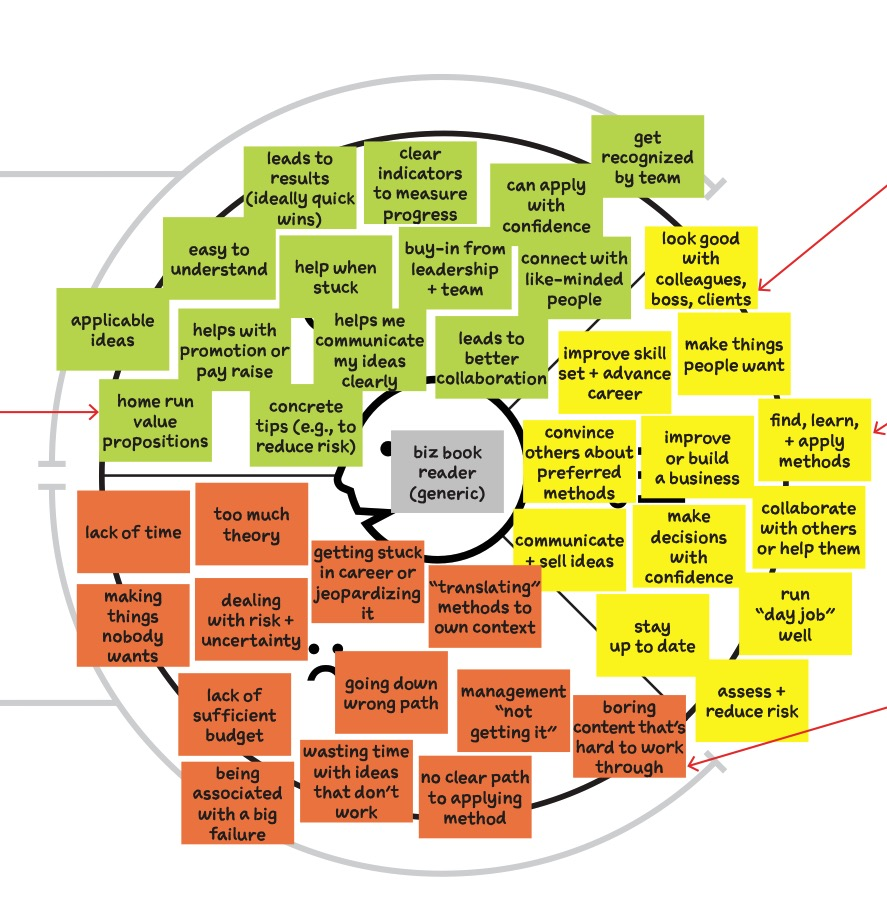 get
recognized
by team
leads to
results
(ideally quick
wins)
clear
indicators
to measure
progress
can apply
with
confidence
easy to
understand
help when
stuck
buy-in from
leadership
+ team
connect with
like-minded
people
applicable
ideas
helps with
promotion or
pay raise
helps me
communicate
my ideas
clearly
leads to
better
collaboration
home run
value
propositions
concrete
tips (e.g., to
reduce risk)
look good
with
colleagues,
boss, clients
improve skill
set + advance
career
make things
people want
convince
others about
preferred
methods
improve
or build
a business
find, learn,
+ apply
methods
communicate
+ sell ideas
make
decisions
with
confidence
collaborate
with others
or help them
stay
up to date
run
"day job"
well
assess +
reduce risk
biz book
reader
(generic)
lack of time
too much
theory
getting stuck
in career or
jeopardizing
it
"translating"
methods to
own context
making
things
nobody
wants
dealing
with risk +
uncertainty
going down
wrong path
management
"not
getting it"
boring
content that's
hard to work
through
lack of
sufficient
budget
being
associated
with a big
failure
wasting time
with ideas
that don't
work
no clear path
to applying
method